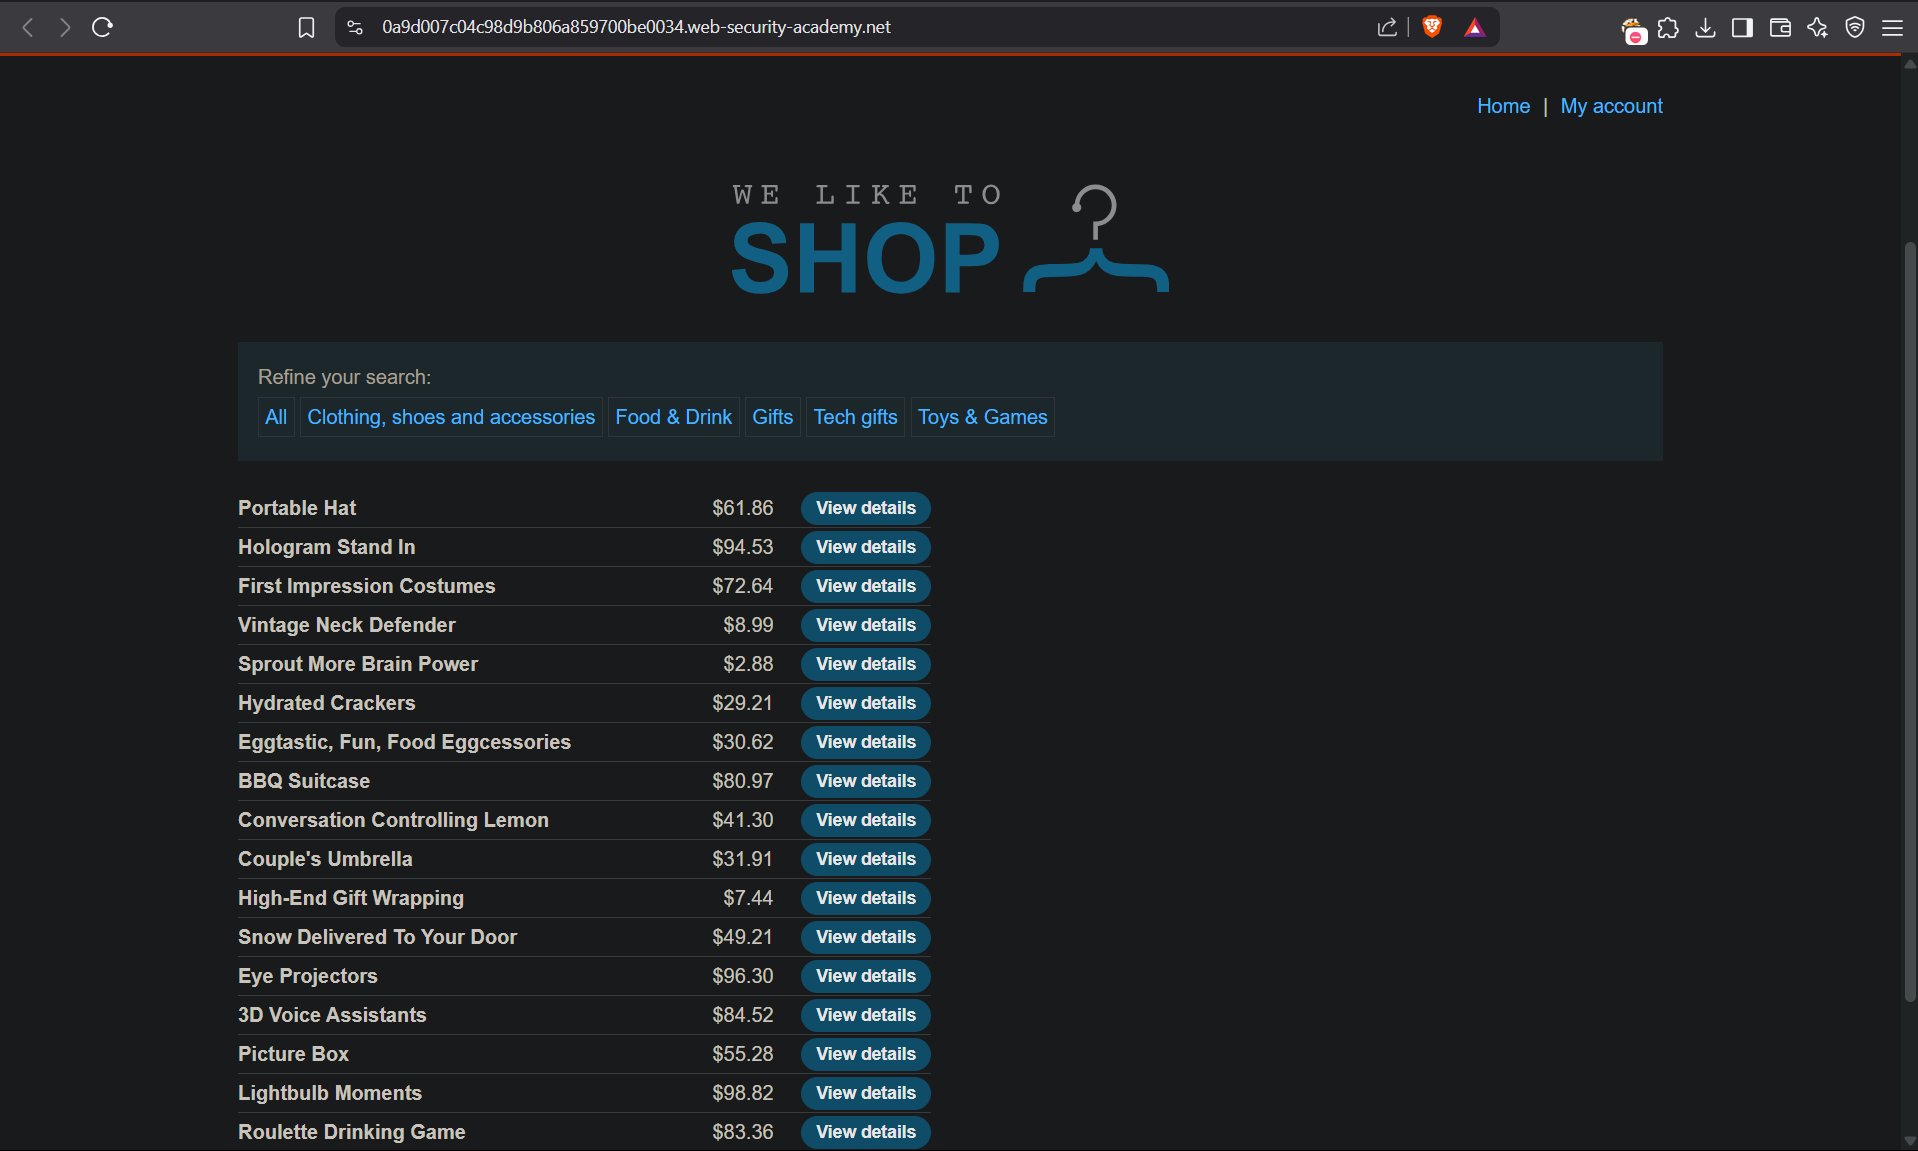 0a9d007c04c98d9b806a859700be0034.web-security-academy.net
Home | My account
WE LIKE TO
SHOP
Refine your search:
All Clothing, shoes and accessories Food & Drink Gifts Tech gifts Toys & Games
Portable Hat $61.86 View details
Hologram Stand In $94.53 View details
First Impression Costumes $72.64 View details
Vintage Neck Defender $8.99 View details
Sprout More Brain Power $2.88 View details
Hydrated Crackers $29.21 View details
Eggtastic, Fun, Food Eggcessories $30.62 View details
BBQ Suitcase $80.97 View details
Conversation Controlling Lemon $41.30 View details
Couple's Umbrella $31.91 View details
High-End Gift Wrapping $7.44 View details
Snow Delivered To Your Door $49.21 View details
Eye Projectors $96.30 View details
3D Voice Assistants $84.52 View details
Picture Box $55.28 View details
Lightbulb Moments $98.82 View details
Roulette Drinking Game $83.36 View details